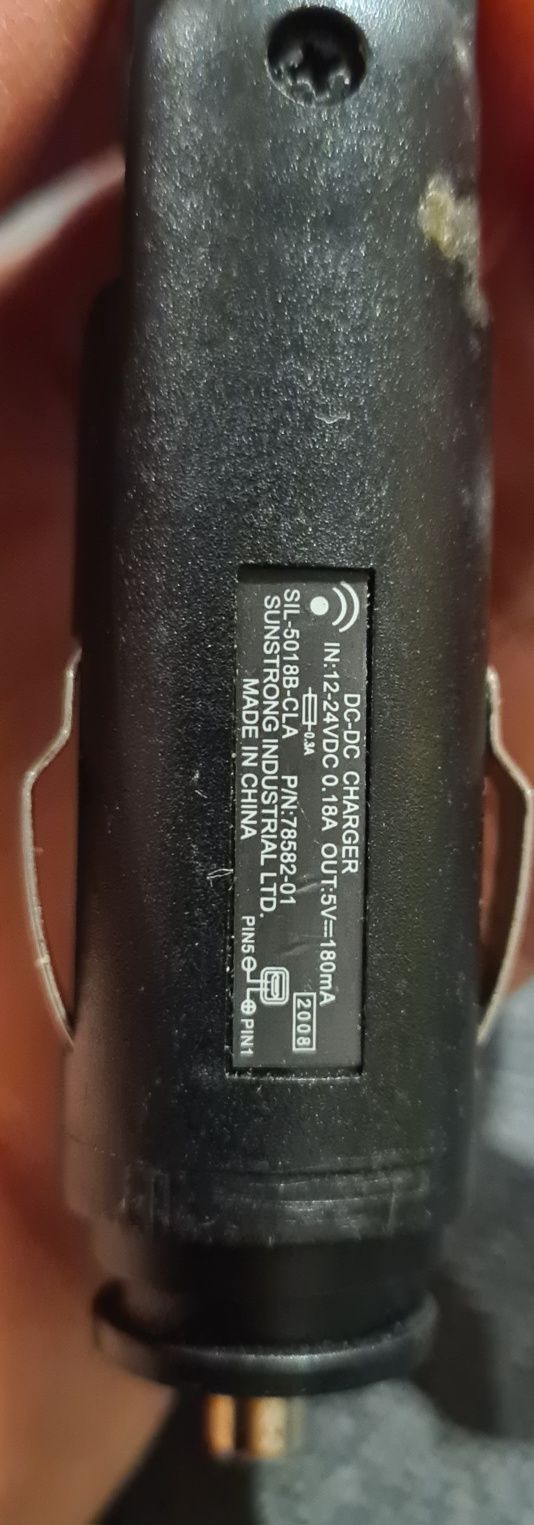 DC-DC CHARGER
IN:12-24VDC 0.18A OUT:5V⎓180mA
0.3A
2008
SIL-5018B-CLA P/N:78582-01
SUNSTRONG INDUSTRIAL LTD.
MADE IN CHINA
PIN5⊖ ⊕PIN1